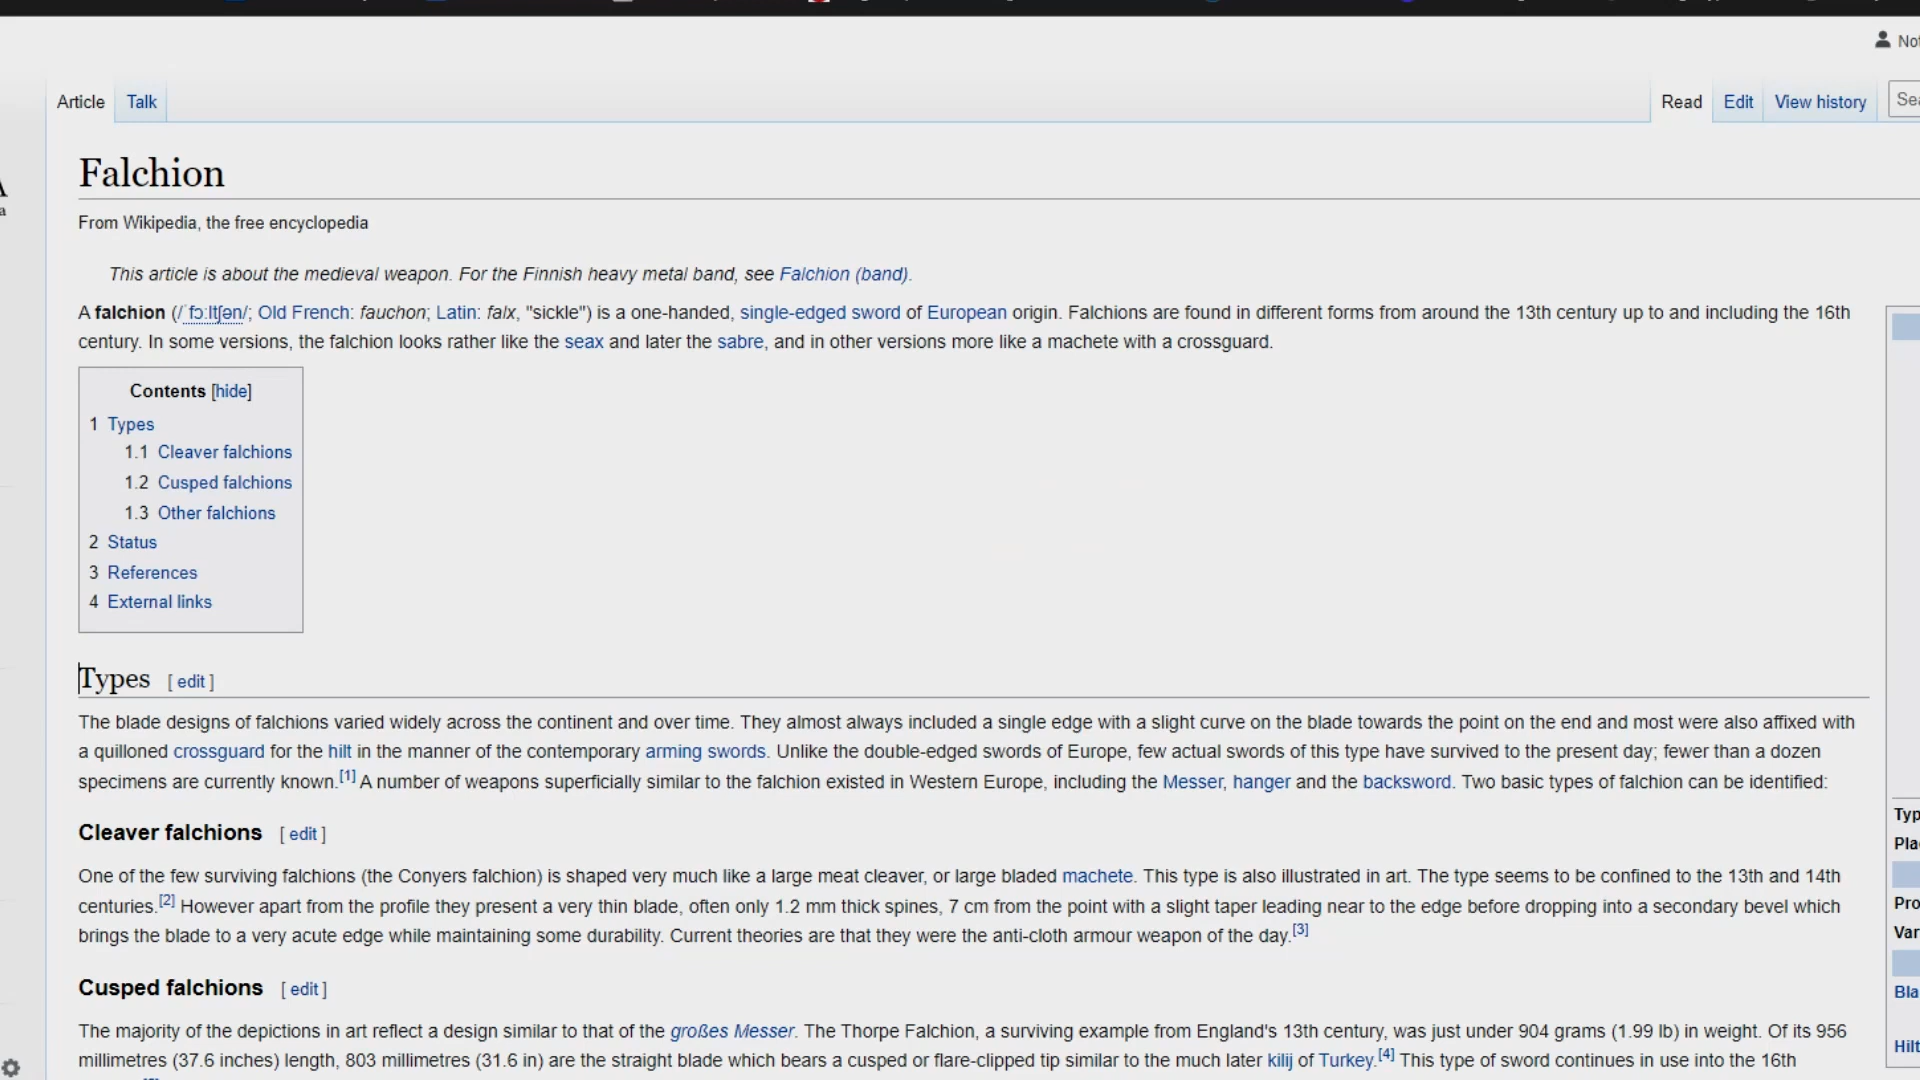 Article Talk Read Edit View history
Falchion
From Wikipedia, the free encyclopedia
This article is about the medieval weapon. For the Finnish heavy metal band, see Falchion (band).
A falchion (/ˈfɔːltʃən/; Old French: fauchon; Latin: falx, "sickle") is a one-handed, single-edged sword of European origin. Falchions are found in different forms from around the 13th century up to and including the 16th
century. In some versions, the falchion looks rather like the seax and later the sabre, and in other versions more like a machete with a crossguard.
Contents [hide]
1 Types
1.1 Cleaver falchions
1.2 Cusped falchions
1.3 Other falchions
2 Status
3 References
4 External links
Types [ edit ]
The blade designs of falchions varied widely across the continent and over time. They almost always included a single edge with a slight curve on the blade towards the point on the end and most were also affixed with
a quilloned crossguard for the hilt in the manner of the contemporary arming swords. Unlike the double-edged swords of Europe, few actual swords of this type have survived to the present day; fewer than a dozen
specimens are currently known.[1] A number of weapons superficially similar to the falchion existed in Western Europe, including the Messer, hanger and the backsword. Two basic types of falchion can be identified:
Cleaver falchions [ edit ]
One of the few surviving falchions (the Conyers falchion) is shaped very much like a large meat cleaver, or large bladed machete. This type is also illustrated in art. The type seems to be confined to the 13th and 14th
centuries.[2] However apart from the profile they present a very thin blade, often only 1.2 mm thick spines, 7 cm from the point with a slight taper leading near to the edge before dropping into a secondary bevel which
brings the blade to a very acute edge while maintaining some durability. Current theories are that they were the anti-cloth armour weapon of the day.[3]
Cusped falchions [ edit ]
The majority of the depictions in art reflect a design similar to that of the großes Messer. The Thorpe Falchion, a surviving example from England's 13th century, was just under 904 grams (1.99 lb) in weight. Of its 956
millimetres (37.6 inches) length, 803 millimetres (31.6 in) are the straight blade which bears a cusped or flare-clipped tip similar to the much later kilij of Turkey.[4] This type of sword continues in use into the 16th